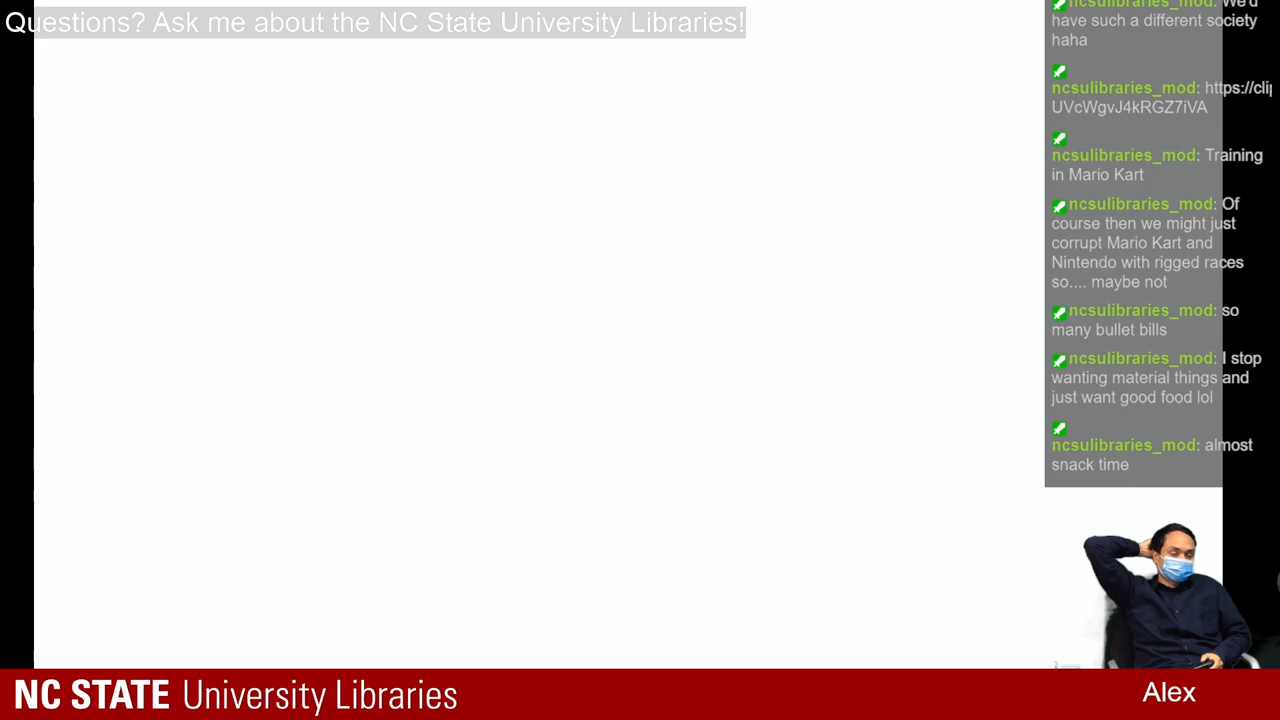 Questions? Ask me about the NC State University Libraries!
ncsulibraries_mod: We'd
have such a different society
haha
ncsulibraries_mod: https://cli
UVcWgvJ4kRGZ7iVA
ncsulibraries_mod: Training
in Mario Kart
ncsulibraries_mod: Of
course then we might just
corrupt Mario Kart and
Nintendo with rigged races
so.... maybe not
ncsulibraries_mod: so
many bullet bills
ncsulibraries_mod: I stop
wanting material things and
just want good food lol
ncsulibraries_mod: almost
snack time
NC STATE University Libraries
Alex